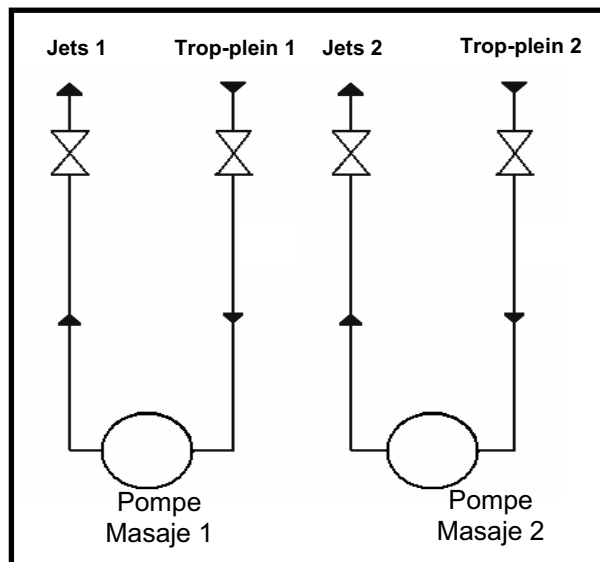 Jets 1
Trop-plein 1
Jets 2
Trop-plein 2
Pompe
Masaje 1
Pompe
Masaje 2